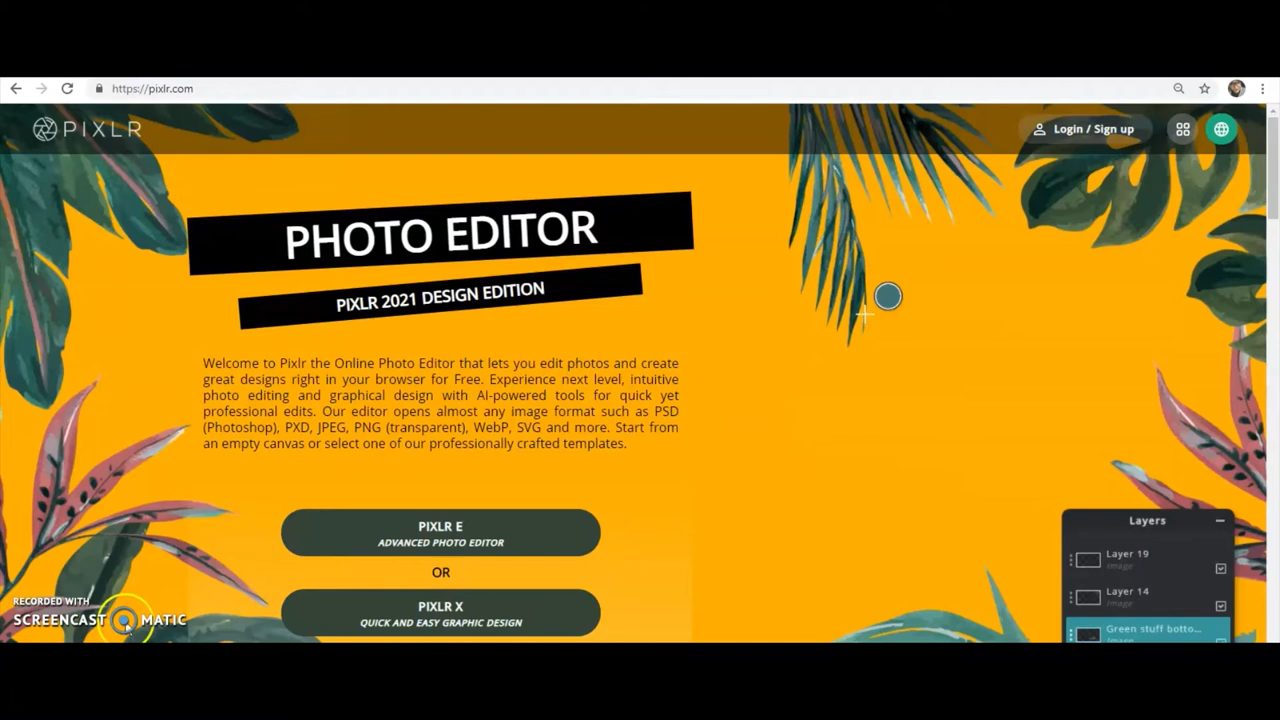 https://pixlr.com
PIXLR
Login / Sign up
PHOTO EDITOR
PIXLR 2021 DESIGN EDITION
Welcome to Pixlr the Online Photo Editor that lets you edit photos and create
great designs right in your browser for Free. Experience next level, intuitive
photo editing and graphical design with AI-powered tools for quick yet
professional edits. Our editor opens almost any image format such as PSD
(Photoshop), PXD, JPEG, PNG (transparent), WebP, SVG and more. Start from
an empty canvas or select one of our professionally crafted templates.
PIXLR E
ADVANCED PHOTO EDITOR
OR
PIXLR X
QUICK AND EASY GRAPHIC DESIGN
Layers
Layer 19
Image
Layer 14
Image
Green stuff botto...
Image
RECORDED WITH
SCREENCAST MATIC